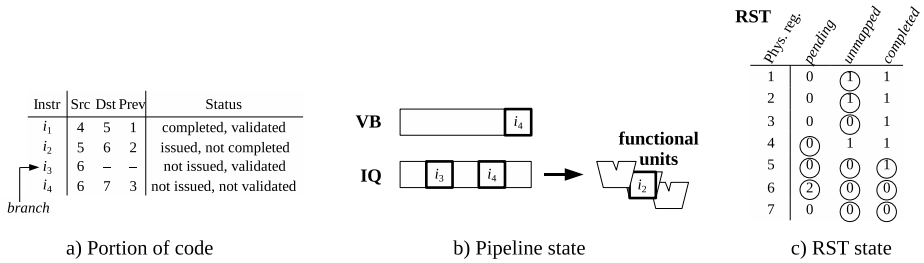 Instr Src Dst Prev Status
i1 4 5 1 completed, validated
i2 5 6 2 issued, not completed
i3 6 – – not issued, validated
i4 6 7 3 not issued, not validated
branch
a) Portion of code
VB i4
IQ i3 i4
functional
units
i2
b) Pipeline state
RST
Phys. reg. pending unmapped completed
1 0 1 1
2 0 1 1
3 0 0 1
4 0 1 1
5 0 0 1
6 2 0 0
7 0 0 0
c) RST state